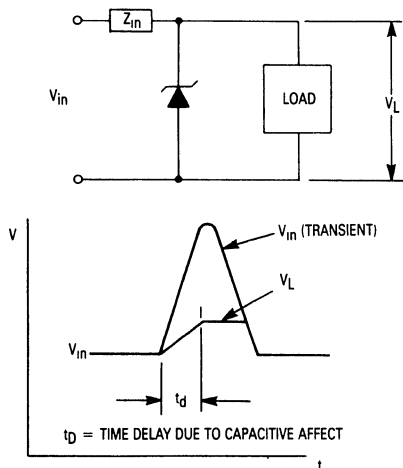 Zin
Vin
LOAD
VL
V
Vin (TRANSIENT)
VL
Vin
td
tD = TIME DELAY DUE TO CAPACITIVE AFFECT
t